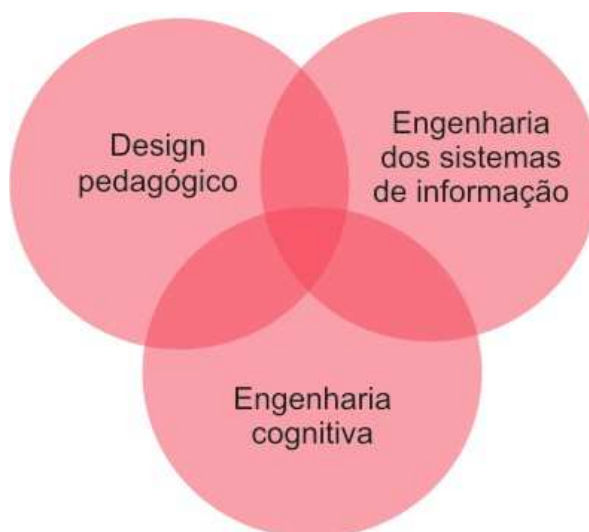 Design
pedagógico
Engenharia
dos sistemas
de informação
Engenharia
cognitiva